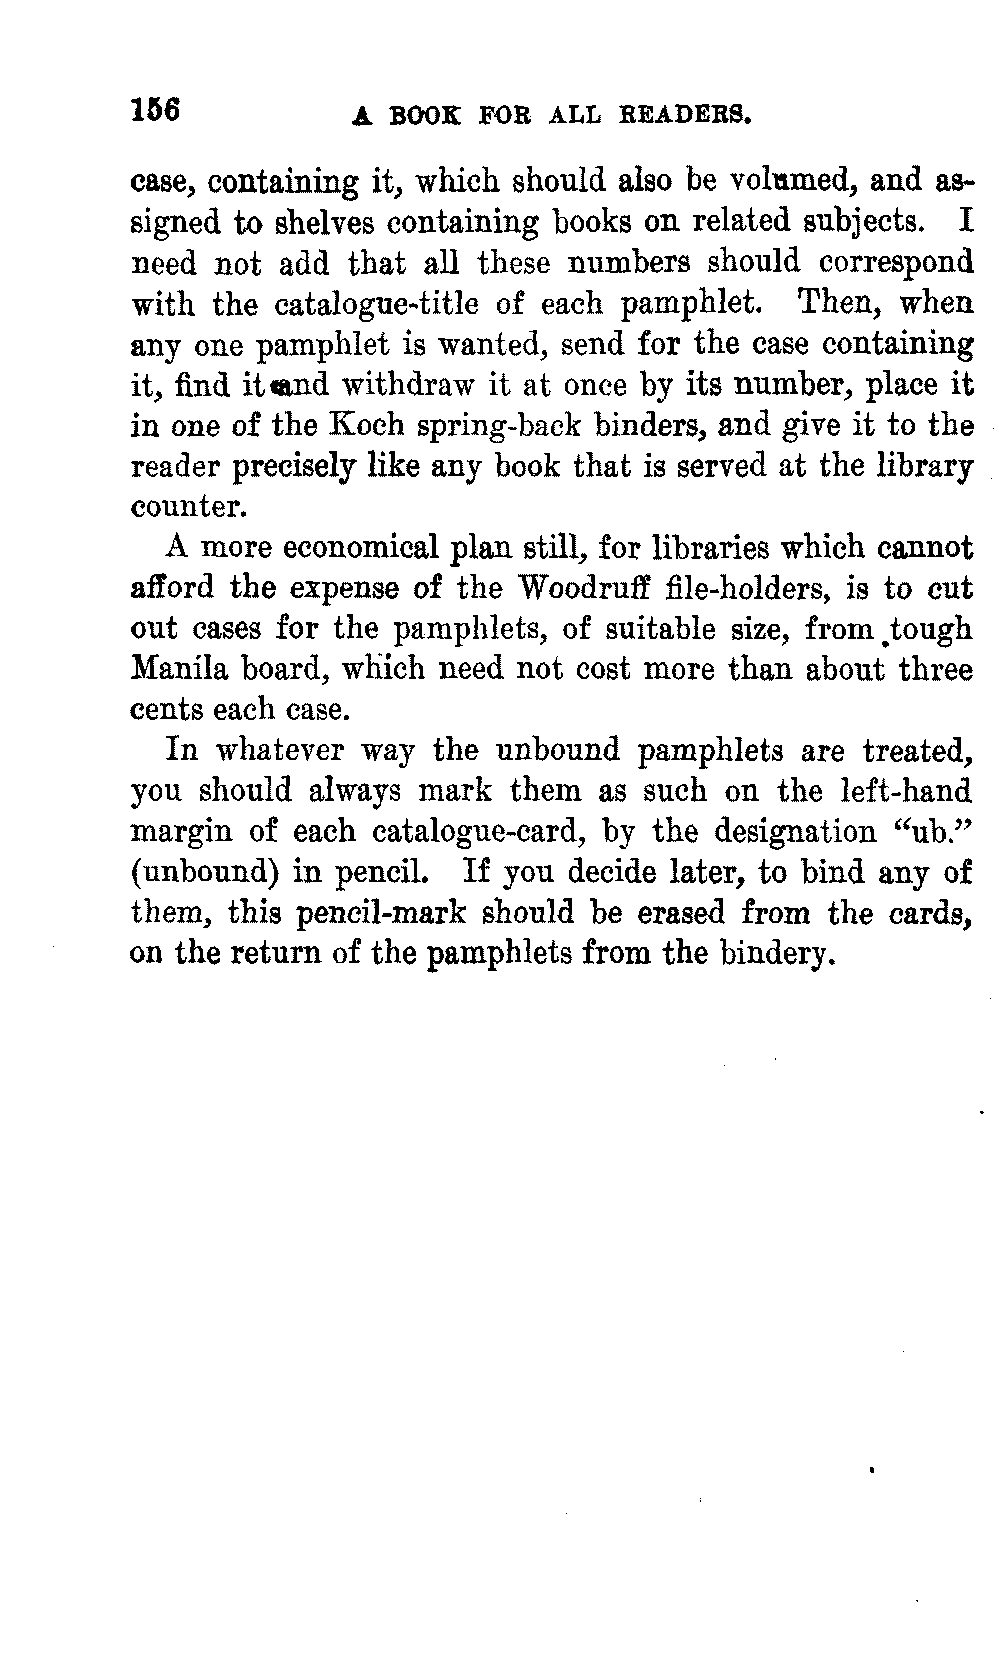 156 A BOOK FOR ALL READERS.
case, containing it, which should also be volumed, and as-
signed to shelves containing books on related subjects. I
need not add that all these numbers should correspond
with the catalogue-title of each pamphlet. Then, when
any one pamphlet is wanted, send for the case containing
it, find it and withdraw it at once by its number, place it
in one of the Koch spring-back binders, and give it to the
reader precisely like any book that is served at the library
counter.
A more economical plan still, for libraries which cannot
afford the expense of the Woodruff file-holders, is to cut
out cases for the pamphlets, of suitable size, from tough
Manila board, which need not cost more than about three
cents each case.
In whatever way the unbound pamphlets are treated,
you should always mark them as such on the left-hand
margin of each catalogue-card, by the designation “ub.”
(unbound) in pencil. If you decide later, to bind any of
them, this pencil-mark should be erased from the cards,
on the return of the pamphlets from the bindery.